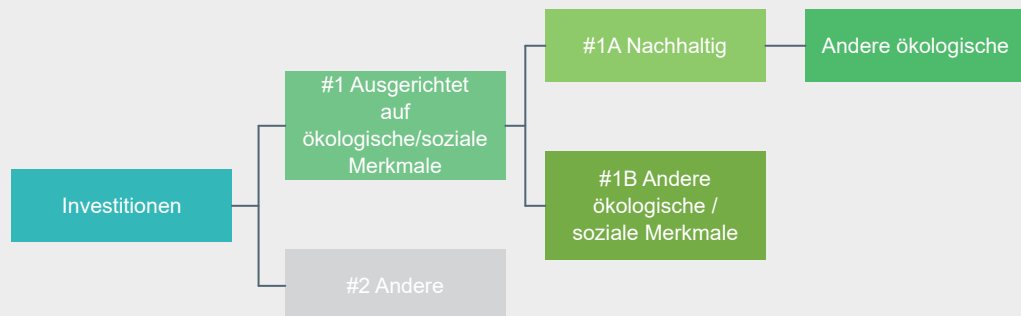 Investitionen
#1 Ausgerichtet
auf
ökologische/soziale
Merkmale
#2 Andere
#1A Nachhaltig
#1B Andere
ökologische /
soziale Merkmale
Andere ökologische